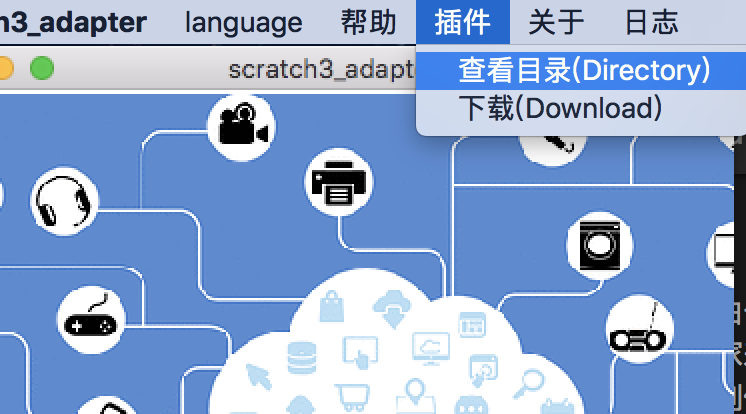 h3_adapter language 帮助 插件 关于 日志
scratch3_adapt
查看目录(Directory)
下载(Download)